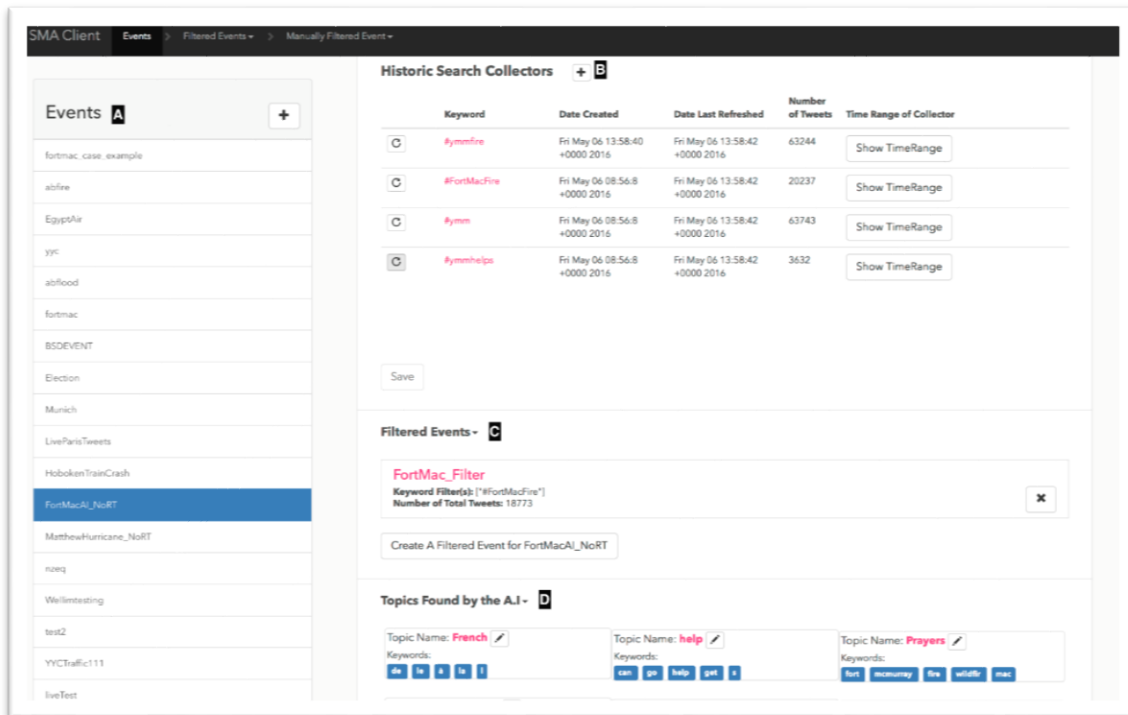 SMA Client Events > Filtered Events > Manually Filtered Event
Events A +
fortmac_case_example
abfire
EgyptAir
yyc
abflood
fortmac
BSDEVENT
Election
Munich
LiveParisTweets
HobokenTrainCrash
FortMacAI_NoRT
MatthewHurricane_NoRT
nzeq
Wellimtesting
test2
YYCTraffic111
liveTest
Historic Search Collectors + B
Keyword Date Created Date Last Refreshed Number of Tweets Time Range of Collector
#ymmfire Fri May 06 13:58:40 Fri May 06 13:58:42 63244 Show TimeRange
+0000 2016 +0000 2016
#FortMacFire Fri May 06 08:56:8 Fri May 06 13:58:42 20237 Show TimeRange
+0000 2016 +0000 2016
#ymm Fri May 06 08:56:8 Fri May 06 13:58:42 63743 Show TimeRange
+0000 2016 +0000 2016
#ymmhelps Fri May 06 08:56:8 Fri May 06 13:58:42 3632 Show TimeRange
+0000 2016 +0000 2016
Save
Filtered Events C
FortMac_Filter
Keyword Filter(s): ["#FortMacFire"]
Number of Total Tweets: 18773
Create A Filtered Event for FortMacAI_NoRT
Topics Found by the A.I D
Topic Name: French
Keywords:
de le à la l
Topic Name: help
Keywords:
can go help get s
Topic Name: Prayers
Keywords:
fort mcmurray fire wildfir mac